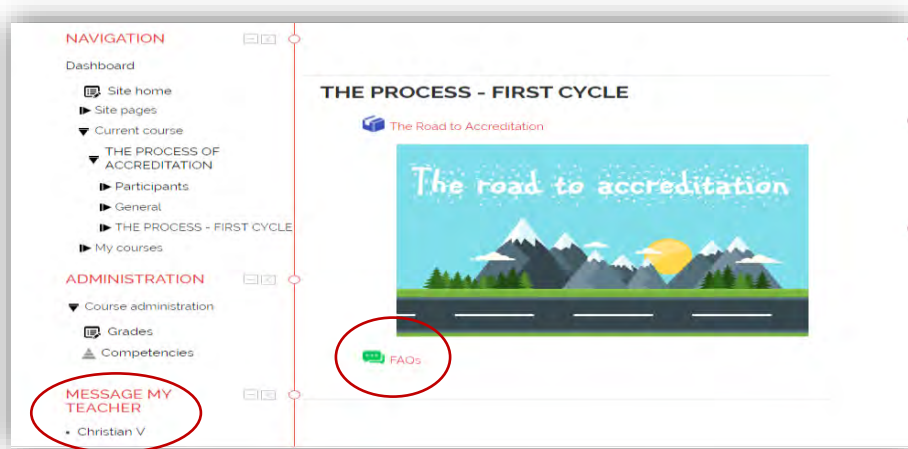 NAVIGATION
Dashboard
Site home
Site pages
Current course
THE PROCESS OF
ACCREDITATION
Participants
General
THE PROCESS - FIRST CYCLE
My courses
ADMINISTRATION
Course administration
Grades
Competencies
MESSAGE MY
TEACHER
• Christian V
THE PROCESS - FIRST CYCLE
The Road to Accreditation
The road to accreditation
FAQs